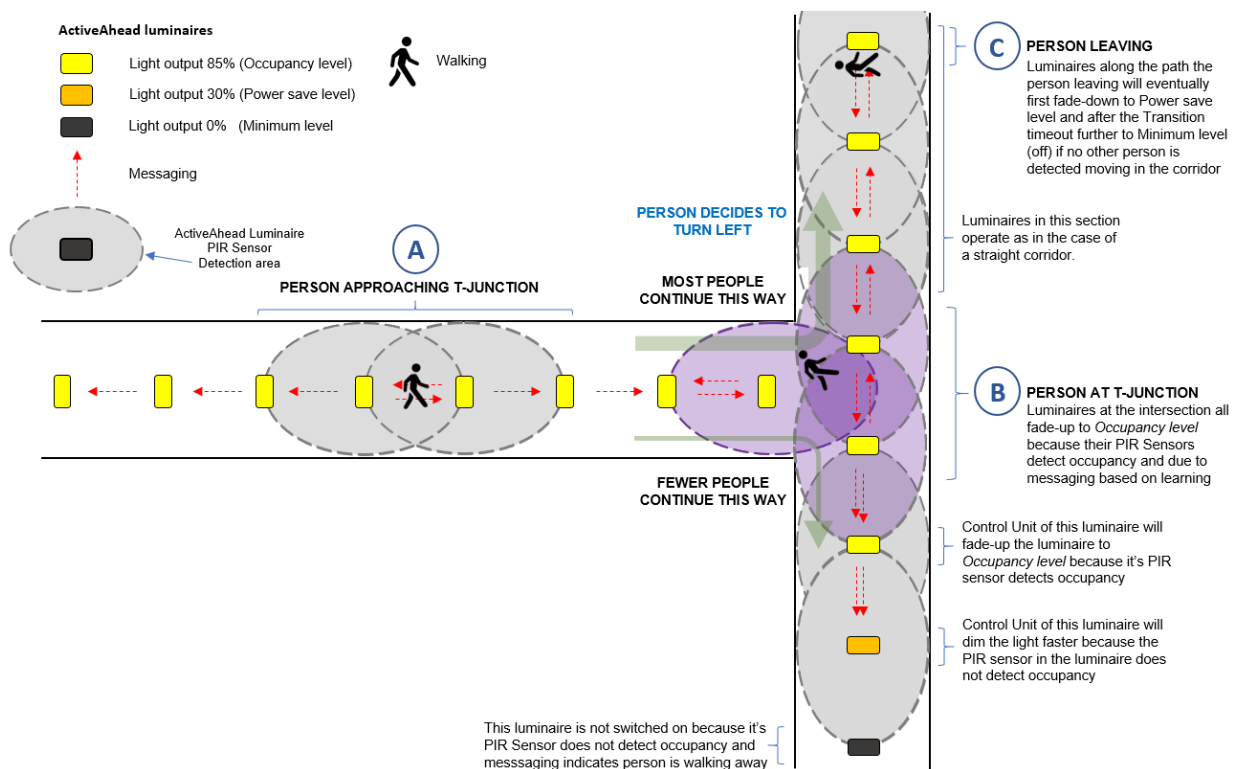 ActiveAhead luminaires
Light output 85% (Occupancy level)
Light output 30% (Power save level)
Light output 0% (Minimum level
Walking
Messaging
ActiveAhead Luminaire
PIR Sensor
Detection area
A
PERSON APPROACHING T-JUNCTION
PERSON DECIDES TO
TURN LEFT
MOST PEOPLE
CONTINUE THIS WAY
FEWER PEOPLE
CONTINUE THIS WAY
C
PERSON LEAVING
Luminaires along the path the
person leaving will eventually
first fade-down to Power save
level and after the Transition
timeout further to Minimum level
(off) if no other person is
detected moving in the corridor
Luminaires in this section
operate as in the case of
a straight corridor.
B
PERSON AT T-JUNCTION
Luminaires at the intersection all
fade-up to Occupancy level
because their PIR Sensors
detect occupancy and due to
messaging based on learning
Control Unit of this luminaire will
fade-up the luminaire to
Occupancy level because it's PIR
sensor detects occupancy
Control Unit of this luminaire will
dim the light faster because the
PIR sensor in the luminaire does
not detect occupancy
This luminaire is not switched on because it's
PIR Sensor does not detect occupancy and
messsaging indicates person is walking away